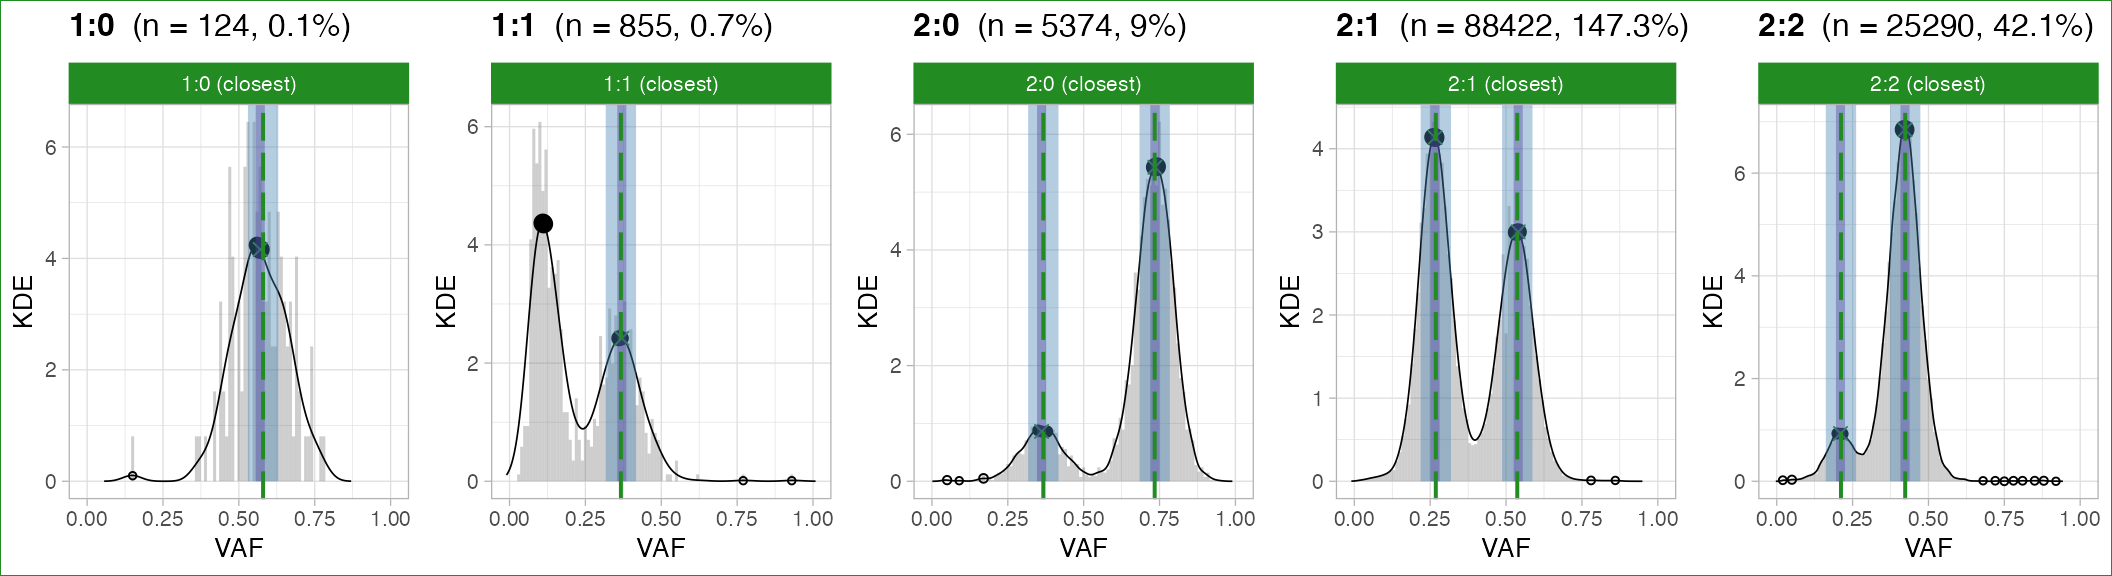 1:0 (n = 124, 0.1%)
1:0 (closest)
KDE
6
4
2
0
0.00 0.25 0.50 0.75 1.00
VAF
1:1 (n = 855, 0.7%)
1:1 (closest)
KDE
6
4
2
0
0.00 0.25 0.50 0.75 1.00
VAF
2:0 (n = 5374, 9%)
2:0 (closest)
KDE
6
4
2
0
0.00 0.25 0.50 0.75 1.00
VAF
2:1 (n = 88422, 147.3%)
2:1 (closest)
KDE
4
3
2
1
0
0.00 0.25 0.50 0.75 1.00
VAF
2:2 (n = 25290, 42.1%)
2:2 (closest)
KDE
6
4
2
0
0.00 0.25 0.50 0.75 1.00
VAF